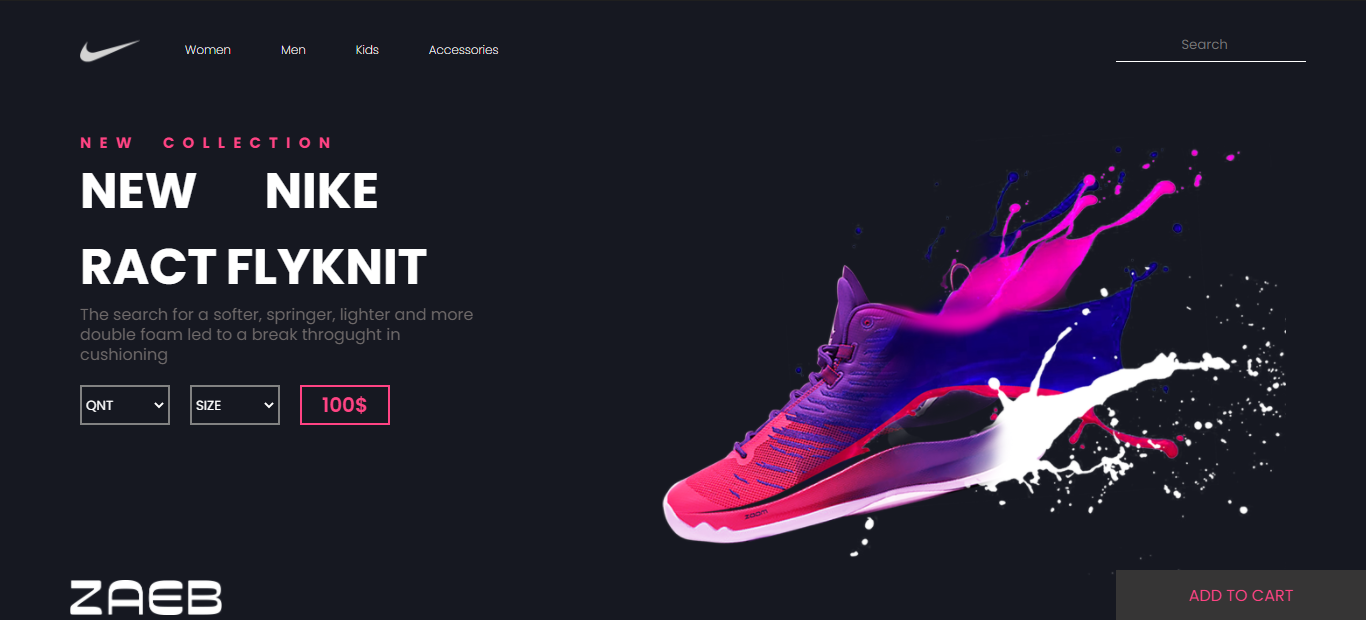 Women Men Kids Accessories Search
NEW COLLECTION
NEW NIKE
RACT FLYKNIT
The search for a softer, springer, lighter and more
double foam led to a break througught in
cushioning
QNT SIZE 100$
zoom
ZAEB
ADD TO CART